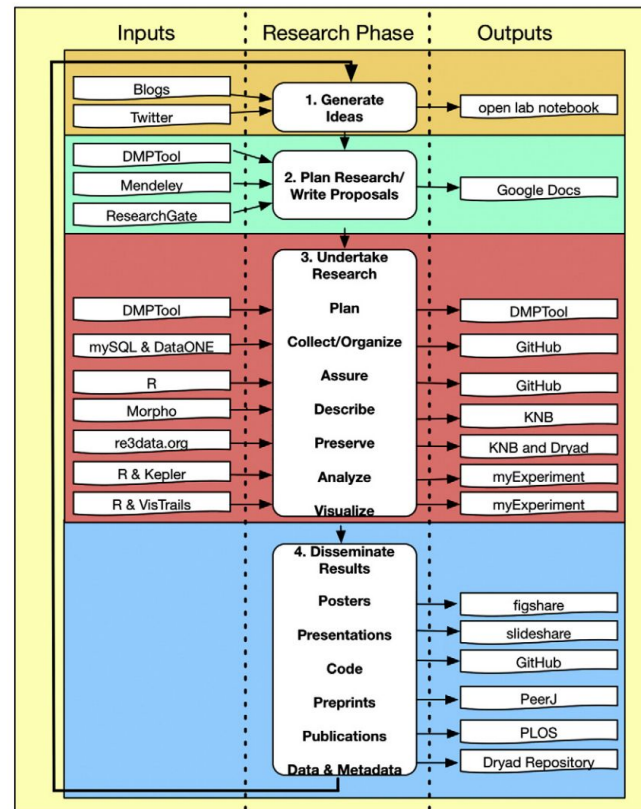 Inputs
Research Phase
Outputs
Blogs
Twitter
1. Generate
Ideas
open lab notebook
DMPTool
Mendeley
ResearchGate
2. Plan Research/
Write Proposals
Google Docs
3. Undertake
Research
DMPTool
Plan
DMPTool
mySQL & DataONE
Collect/Organize
GitHub
R
Assure
GitHub
Morpho
Describe
KNB
re3data.org
Preserve
KNB and Dryad
R & Kepler
Analyze
myExperiment
R & VisTrails
Visualize
myExperiment
4. Disseminate
Results
Posters
figshare
Presentations
slideshare
Code
GitHub
Preprints
PeerJ
Publications
PLOS
Data & Metadata
Dryad Repository